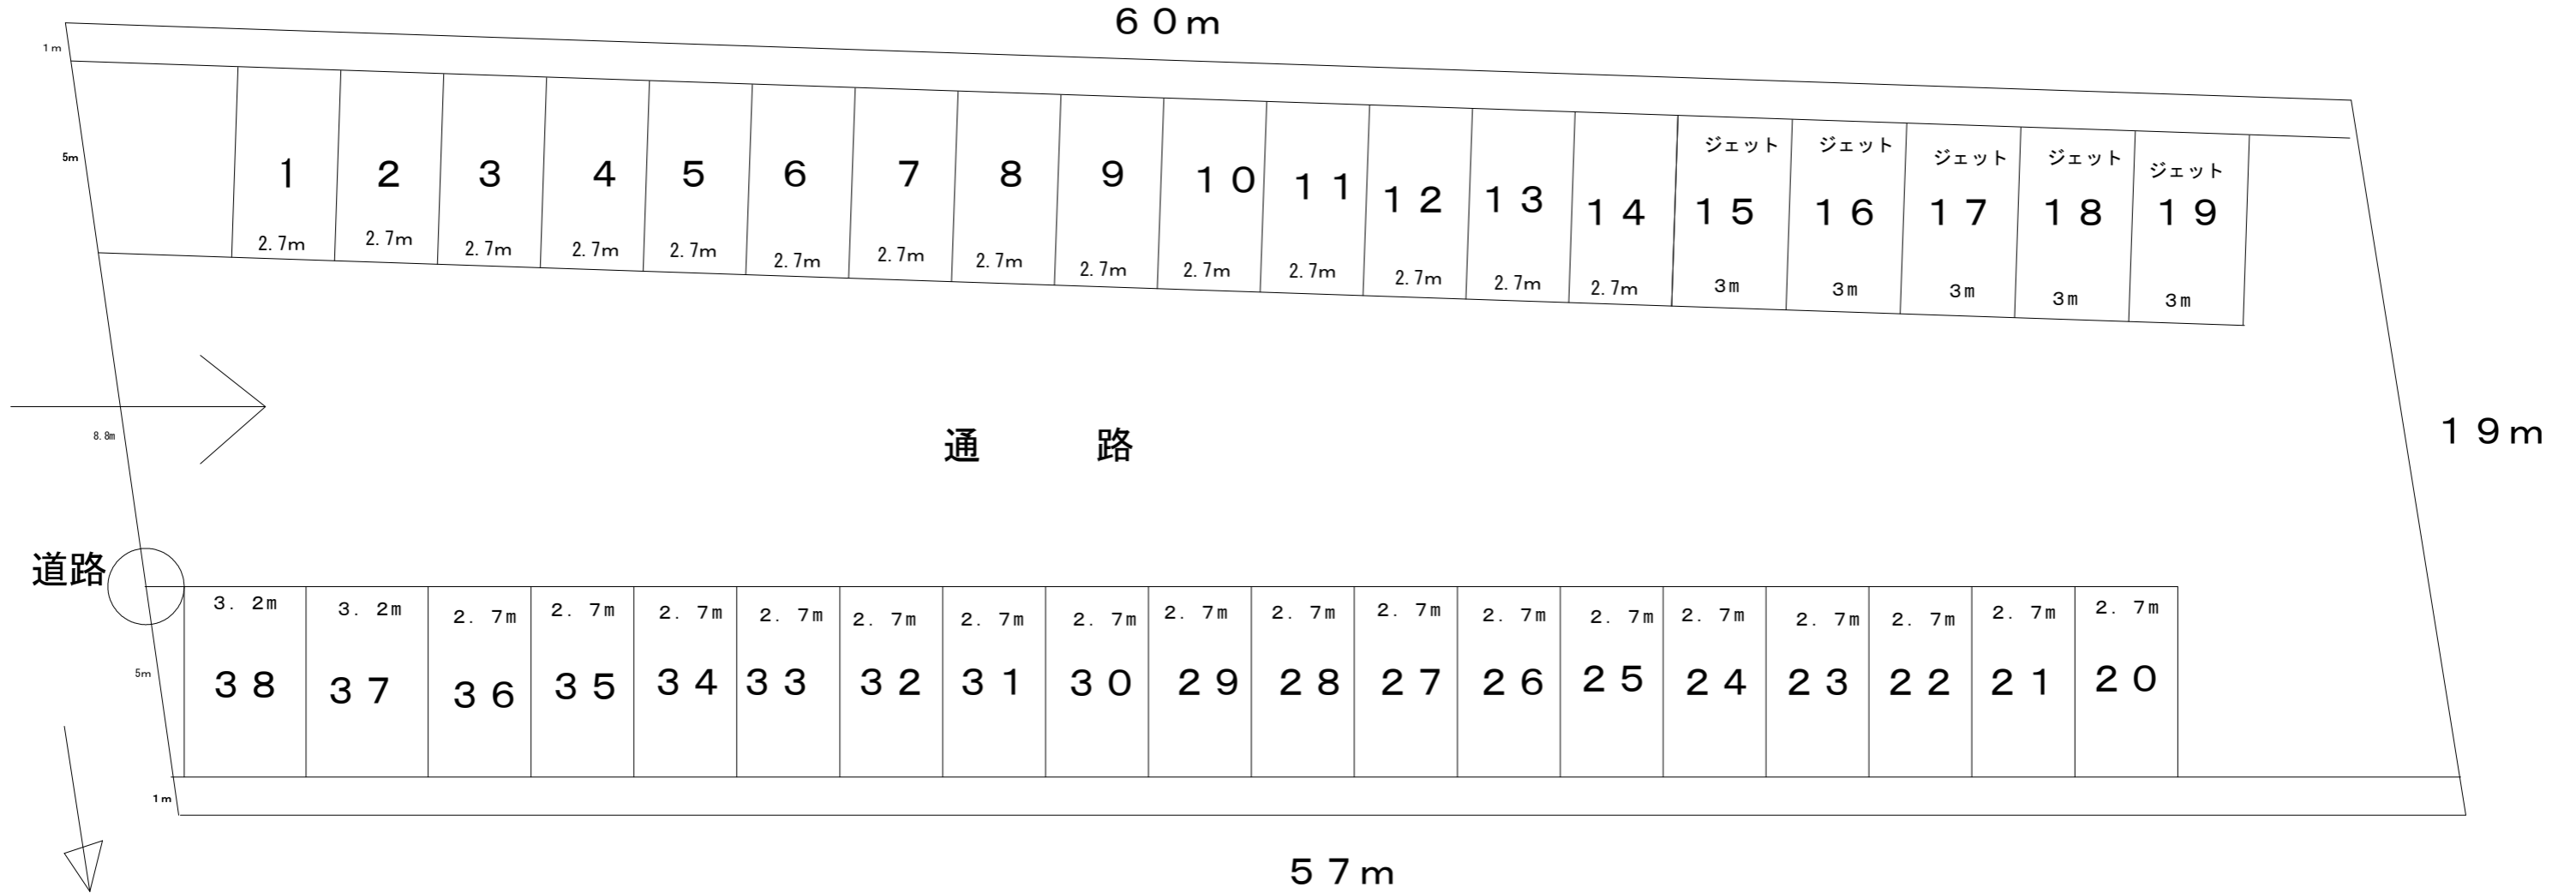 ６０ｍ
1m
5m
１ ２ ３ ４ ５ ６ ７ ８ ９ １０ １１ １２ １３ １４
2.7m 2.7m 2.7m 2.7m 2.7m 2.7m 2.7m 2.7m 2.7m 2.7m 2.7m 2.7m 2.7m 2.7m
ジェット ジェット ジェット ジェット ジェット
１５ １６ １７ １８ １９
3m 3m 3m 3m 3m
8.8m
通　路
１９ｍ
道路
3.2m 3.2m 2.7m 2.7m 2.7m 2.7m 2.7m 2.7m 2.7m 2.7m 2.7m 2.7m 2.7m 2.7m 2.7m 2.7m 2.7m 2.7m 2.7m
5m
３８ ３７ ３６ ３５ ３４ ３３ ３２ ３１ ３０ ２９ ２８ ２７ ２６ ２５ ２４ ２３ ２２ ２１ ２０
1m
５７ｍ